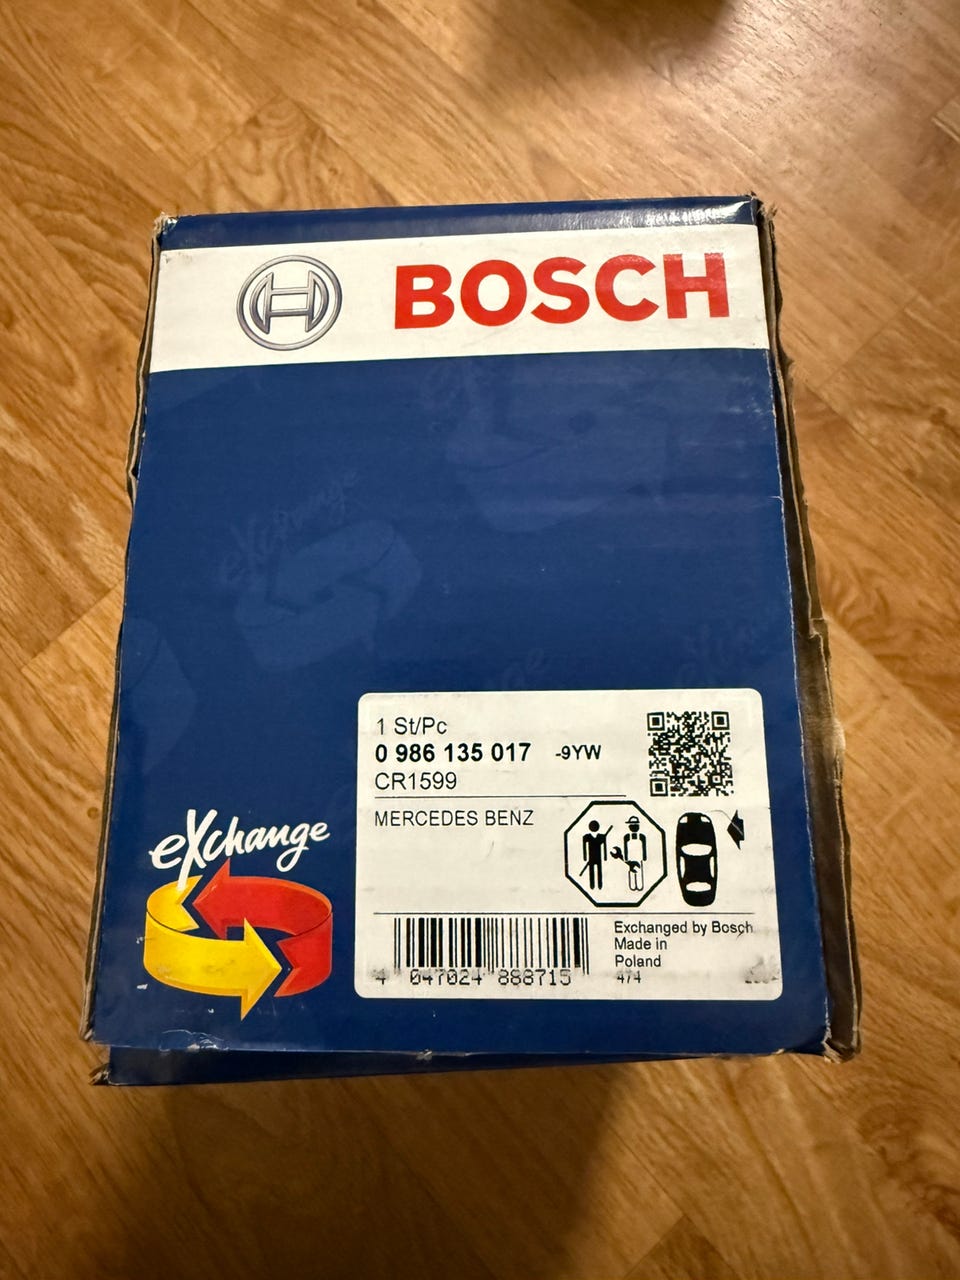 BOSCH
eXchange
1 St/Pc
0 986 135 017 -9YW
CR1599
MERCEDES BENZ
eXchange
4 047024 888715
Exchanged by Bosch
Made in
Poland
474